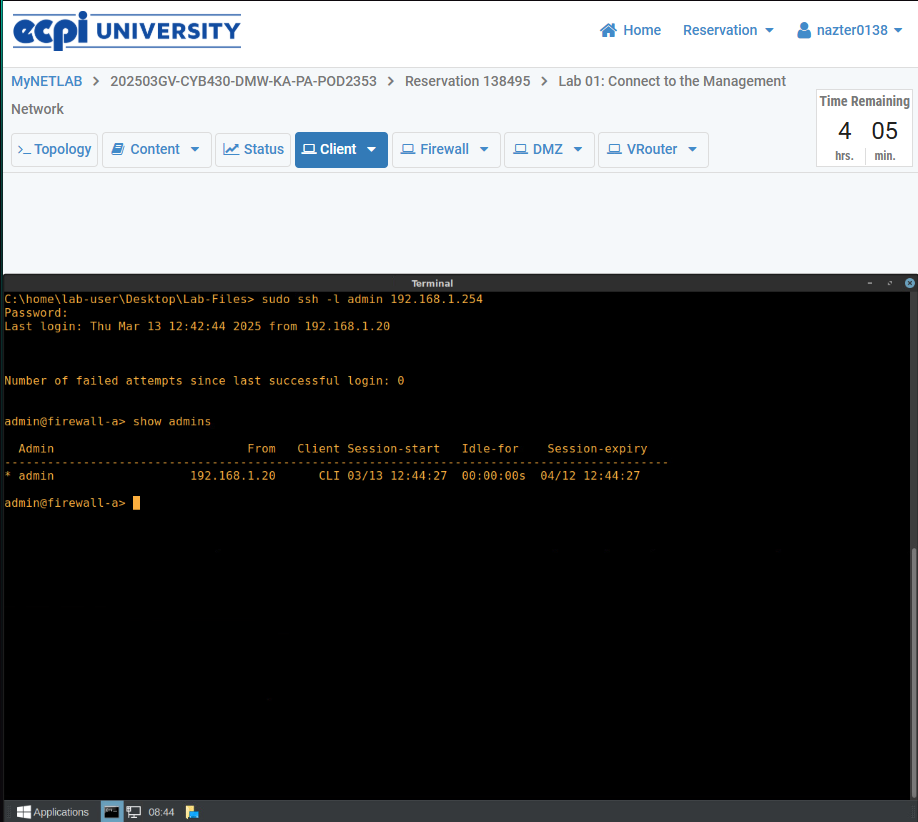 ecpi UNIVERSITY
Home Reservation nazter0138
MyNETLAB > 202503GV-CYB430-DMW-KA-PA-POD2353 > Reservation 138495 > Lab 01: Connect to the Management
Network
Time Remaining
4 05
hrs. min.
>_ Topology Content Status Client Firewall DMZ VRouter
Terminal
C:\home\lab-user\Desktop\Lab-Files> sudo ssh -l admin 192.168.1.254
Password:
Last login: Thu Mar 13 12:42:44 2025 from 192.168.1.20
Number of failed attempts since last successful login: 0
admin@firewall-a> show admins
Admin From Client Session-start Idle-for Session-expiry
---------------------------------------------------------------------------------------------
* admin 192.168.1.20 CLI 03/13 12:44:27 00:00:00s 04/12 12:44:27
admin@firewall-a>
Applications 08:44